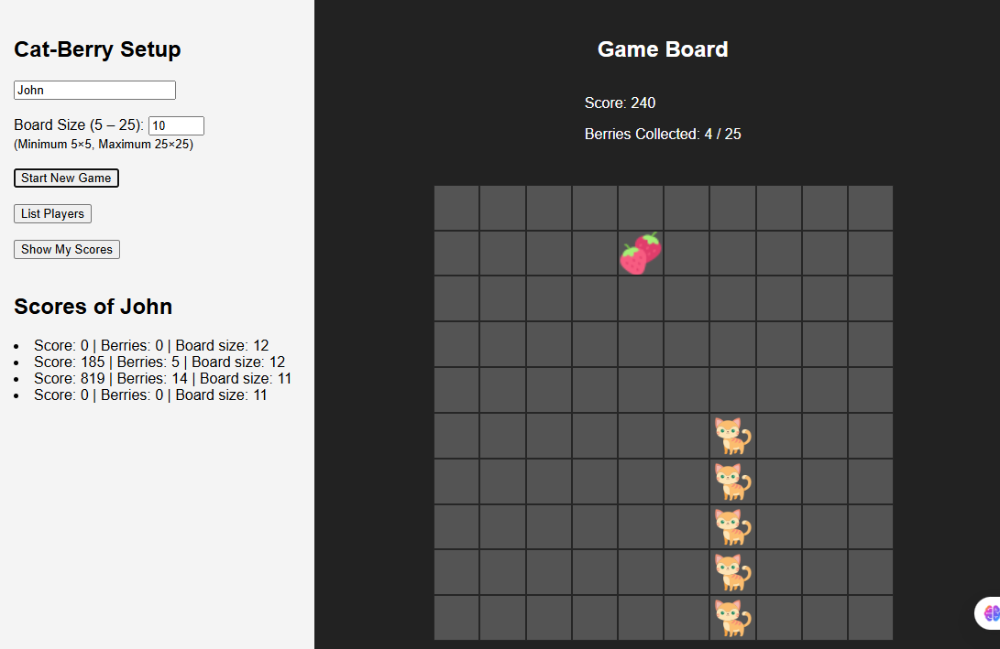 Cat-Berry Setup
John
Board Size (5 – 25): 10
(Minimum 5×5, Maximum 25×25)
Start New Game
List Players
Show My Scores
Scores of John
• Score: 0 | Berries: 0 | Board size: 12
• Score: 185 | Berries: 5 | Board size: 12
• Score: 819 | Berries: 14 | Board size: 11
• Score: 0 | Berries: 0 | Board size: 11
Game Board
Score: 240
Berries Collected: 4 / 25